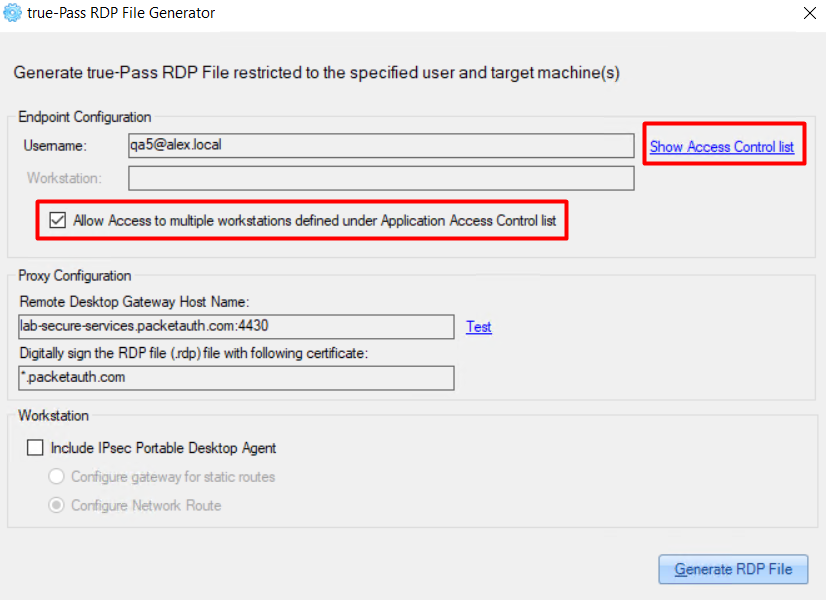 true-Pass RDP File Generator
Generate true-Pass RDP File restricted to the specified user and target machine(s)
Endpoint Configuration
Username: qa5@alex.local Show Access Control list
Workstation:
Allow Access to multiple workstations defined under Application Access Control list
Proxy Configuration
Remote Desktop Gateway Host Name:
lab-secure-services.packetauth.com:4430 Test
Digitally sign the RDP file (.rdp) file with following certificate:
*.packetauth.com
Workstation
Include IPsec Portable Desktop Agent
Configure gateway for static routes
Configure Network Route
Generate RDP File